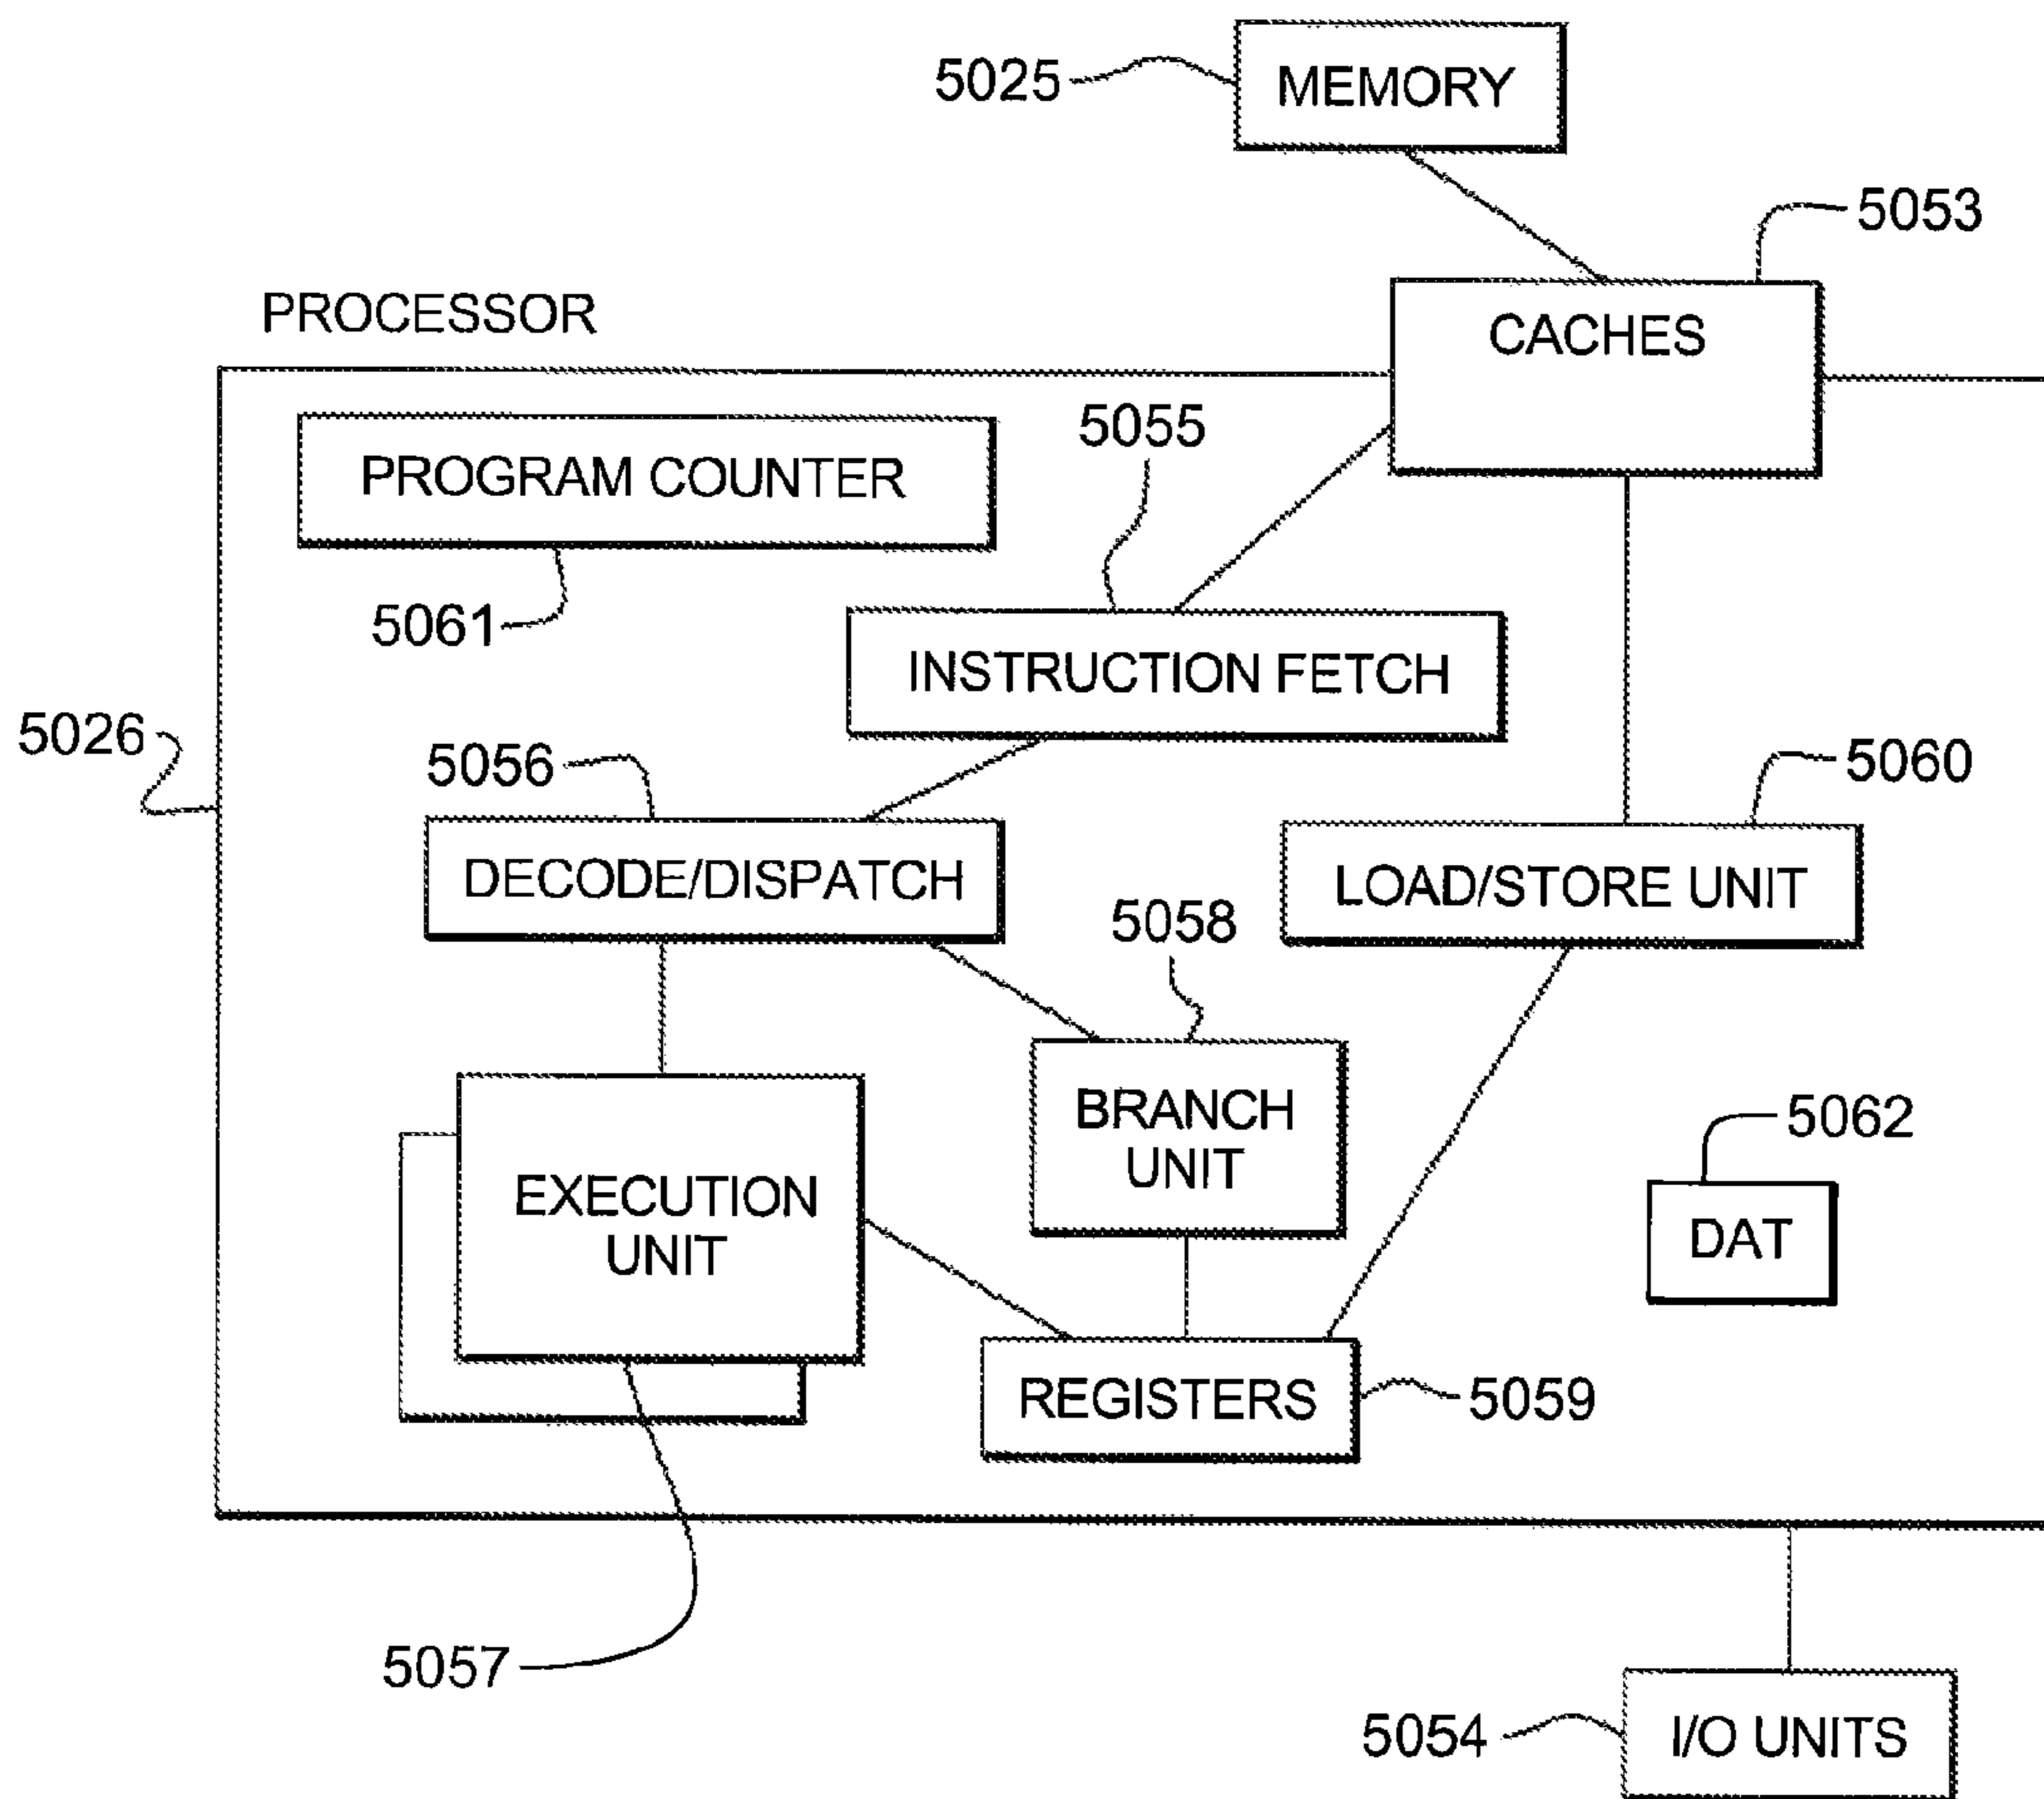 5025
MEMORY
5053
PROCESSOR
CACHES
5055
PROGRAM COUNTER
5061
INSTRUCTION FETCH
5026
5056
5060
DECODE/DISPATCH
LOAD/STORE UNIT
5058
BRANCH
UNIT
5062
EXECUTION
UNIT
DAT
REGISTERS
5059
5057
5054
I/O UNITS